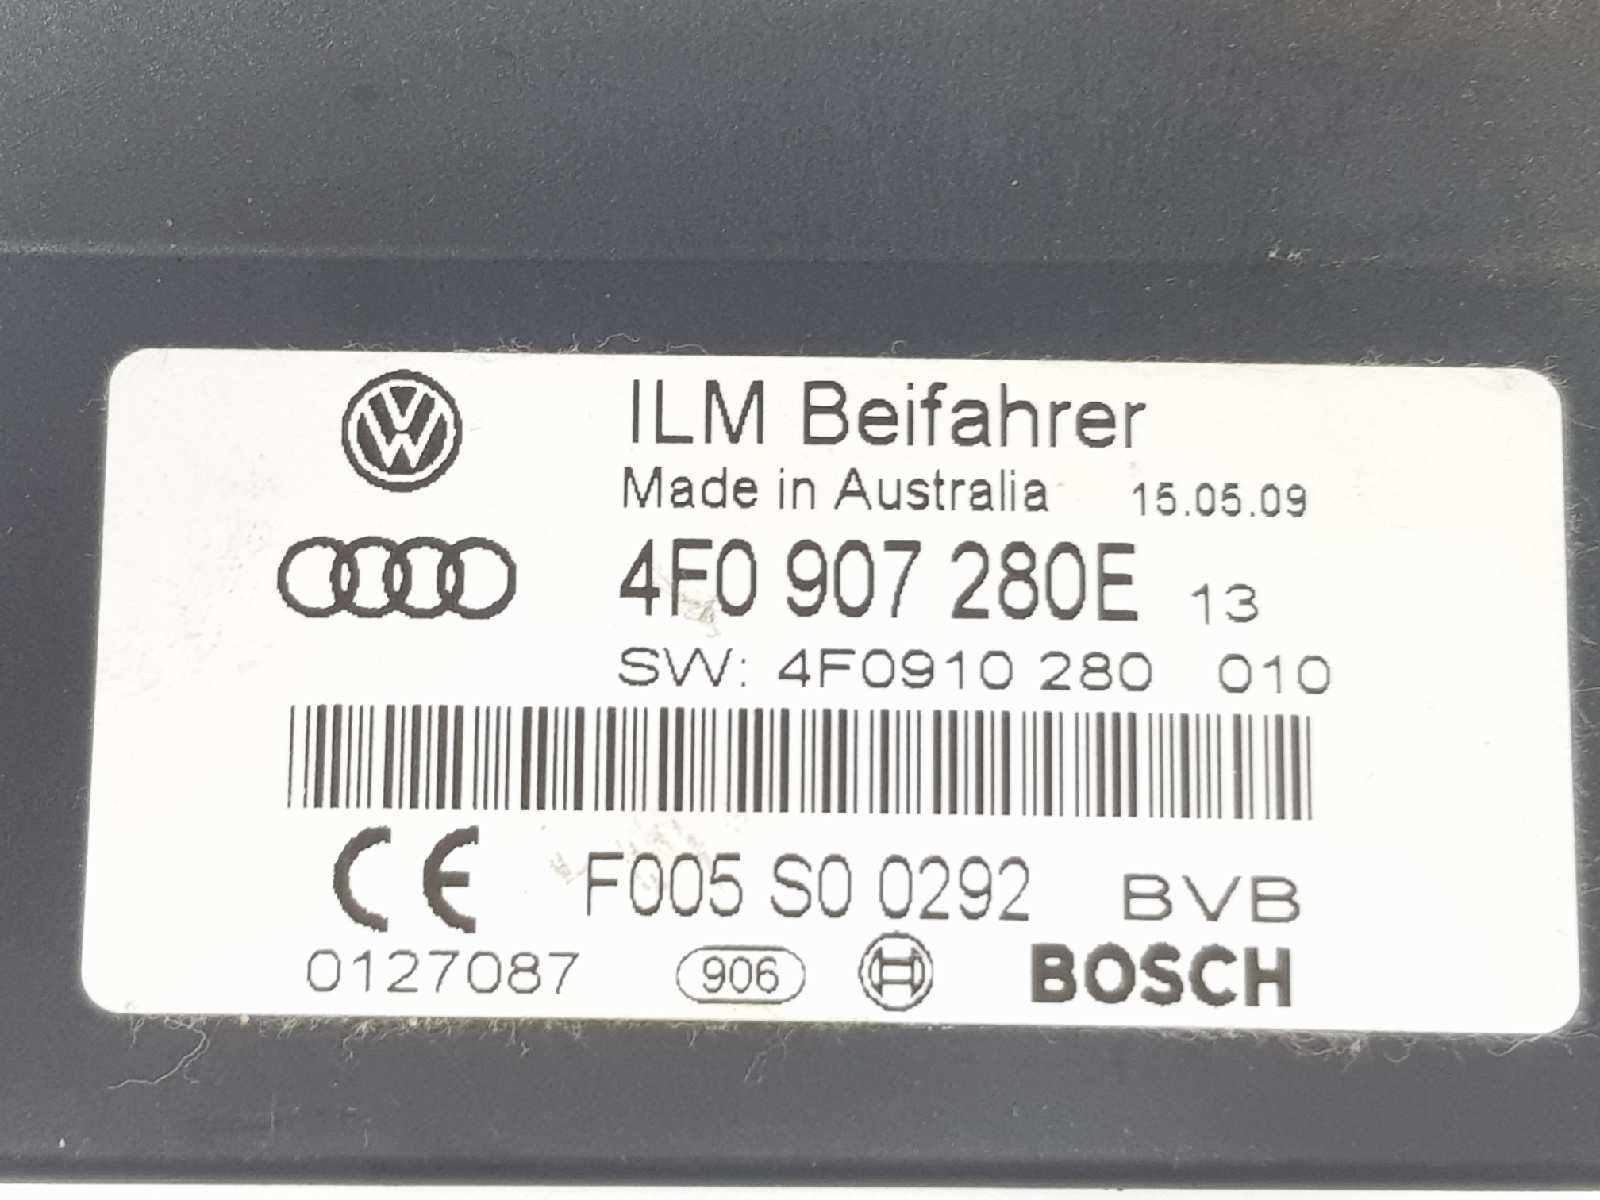 ILM Beifahrer
Made in Australia 15.05.09
4F0 907 280E 13
SW: 4F0910 280 010
CE F005 S0 0292 BVB
0127087 906 BOSCH